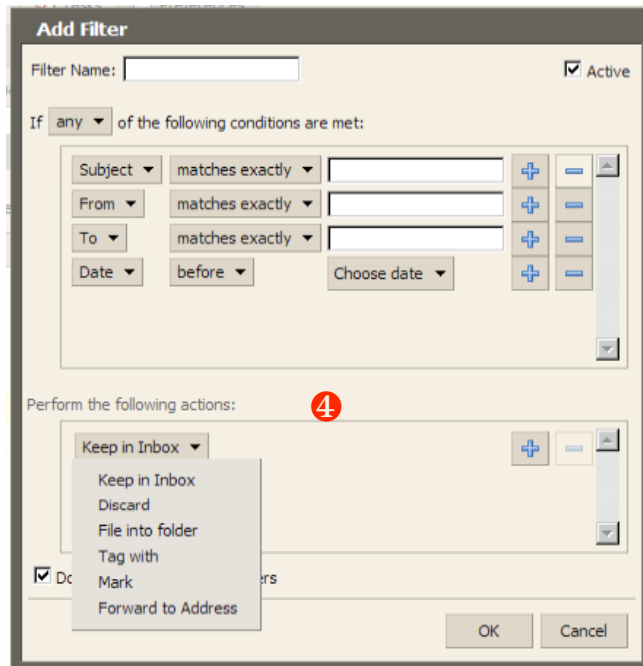 Add Filter
Filter Name: Active
If any of the following conditions are met:
Subject matches exactly
From matches exactly
To matches exactly
Date before Choose date
Perform the following actions: 4
Keep in Inbox
Keep in Inbox
Discard
File into folder
Tag with
Mark
Forward to Address
OK Cancel